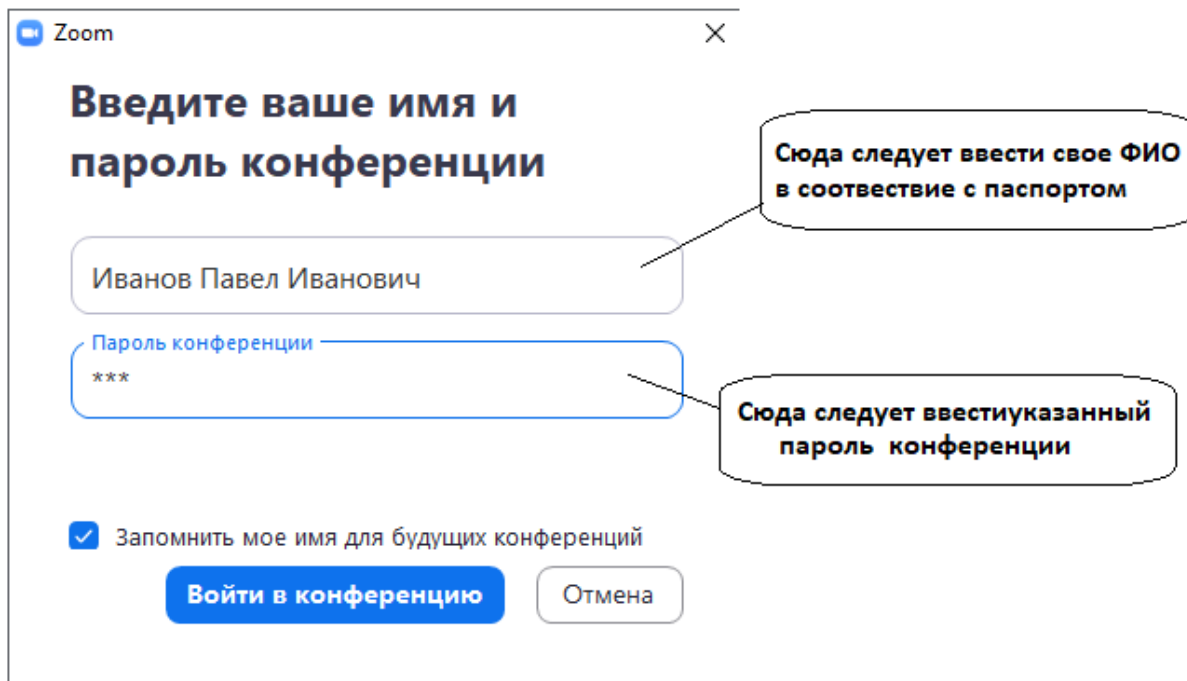 Zoom
Введите ваше имя и
пароль конференции
Сюда следует ввести свое ФИО
в соотвествие с паспортом
Иванов Павел Иванович
Пароль конференции
***
Сюда следует ввестиуказанный
пароль конференции
Запомнить мое имя для будущих конференций
Войти в конференцию
Отмена